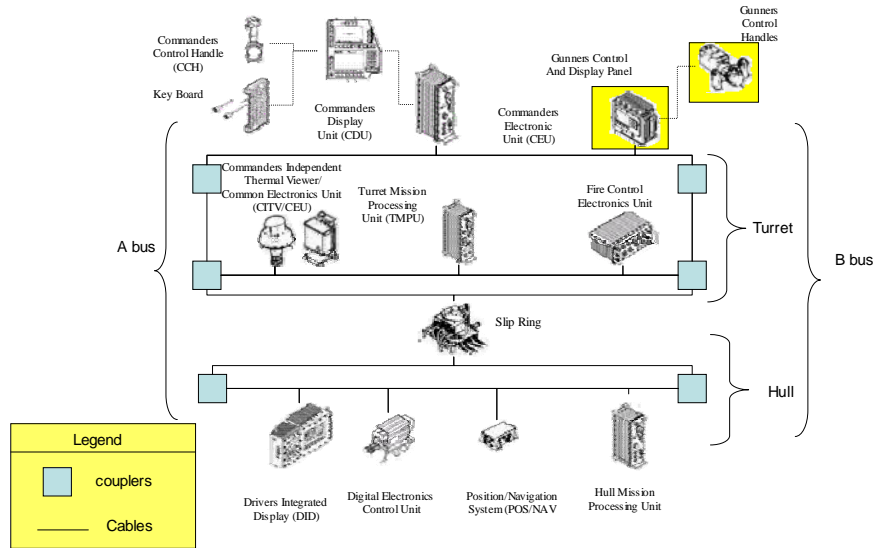 Commanders
Control Handle
(CCH)
Key Board
Commanders
Display
Unit (CDU)
Gunners Control
And Display Panel
Commanders
Electronic
Unit (CEU)
Gunners
Control
Handles
Commanders Independent
Thermal Viewer/
Common Electronics Unit
(CITV/CEU)
Turret Mission
Processing
Unit (TMPU)
Fire Control
Electronics Unit
A bus
Turret
B bus
Slip Ring
Hull
Drivers Integrated
Display (DID)
Digital Electronics
Control Unit
Position/Navigation
System (POS/NAV
Hull Mission
Processing Unit
Legend
couplers
Cables